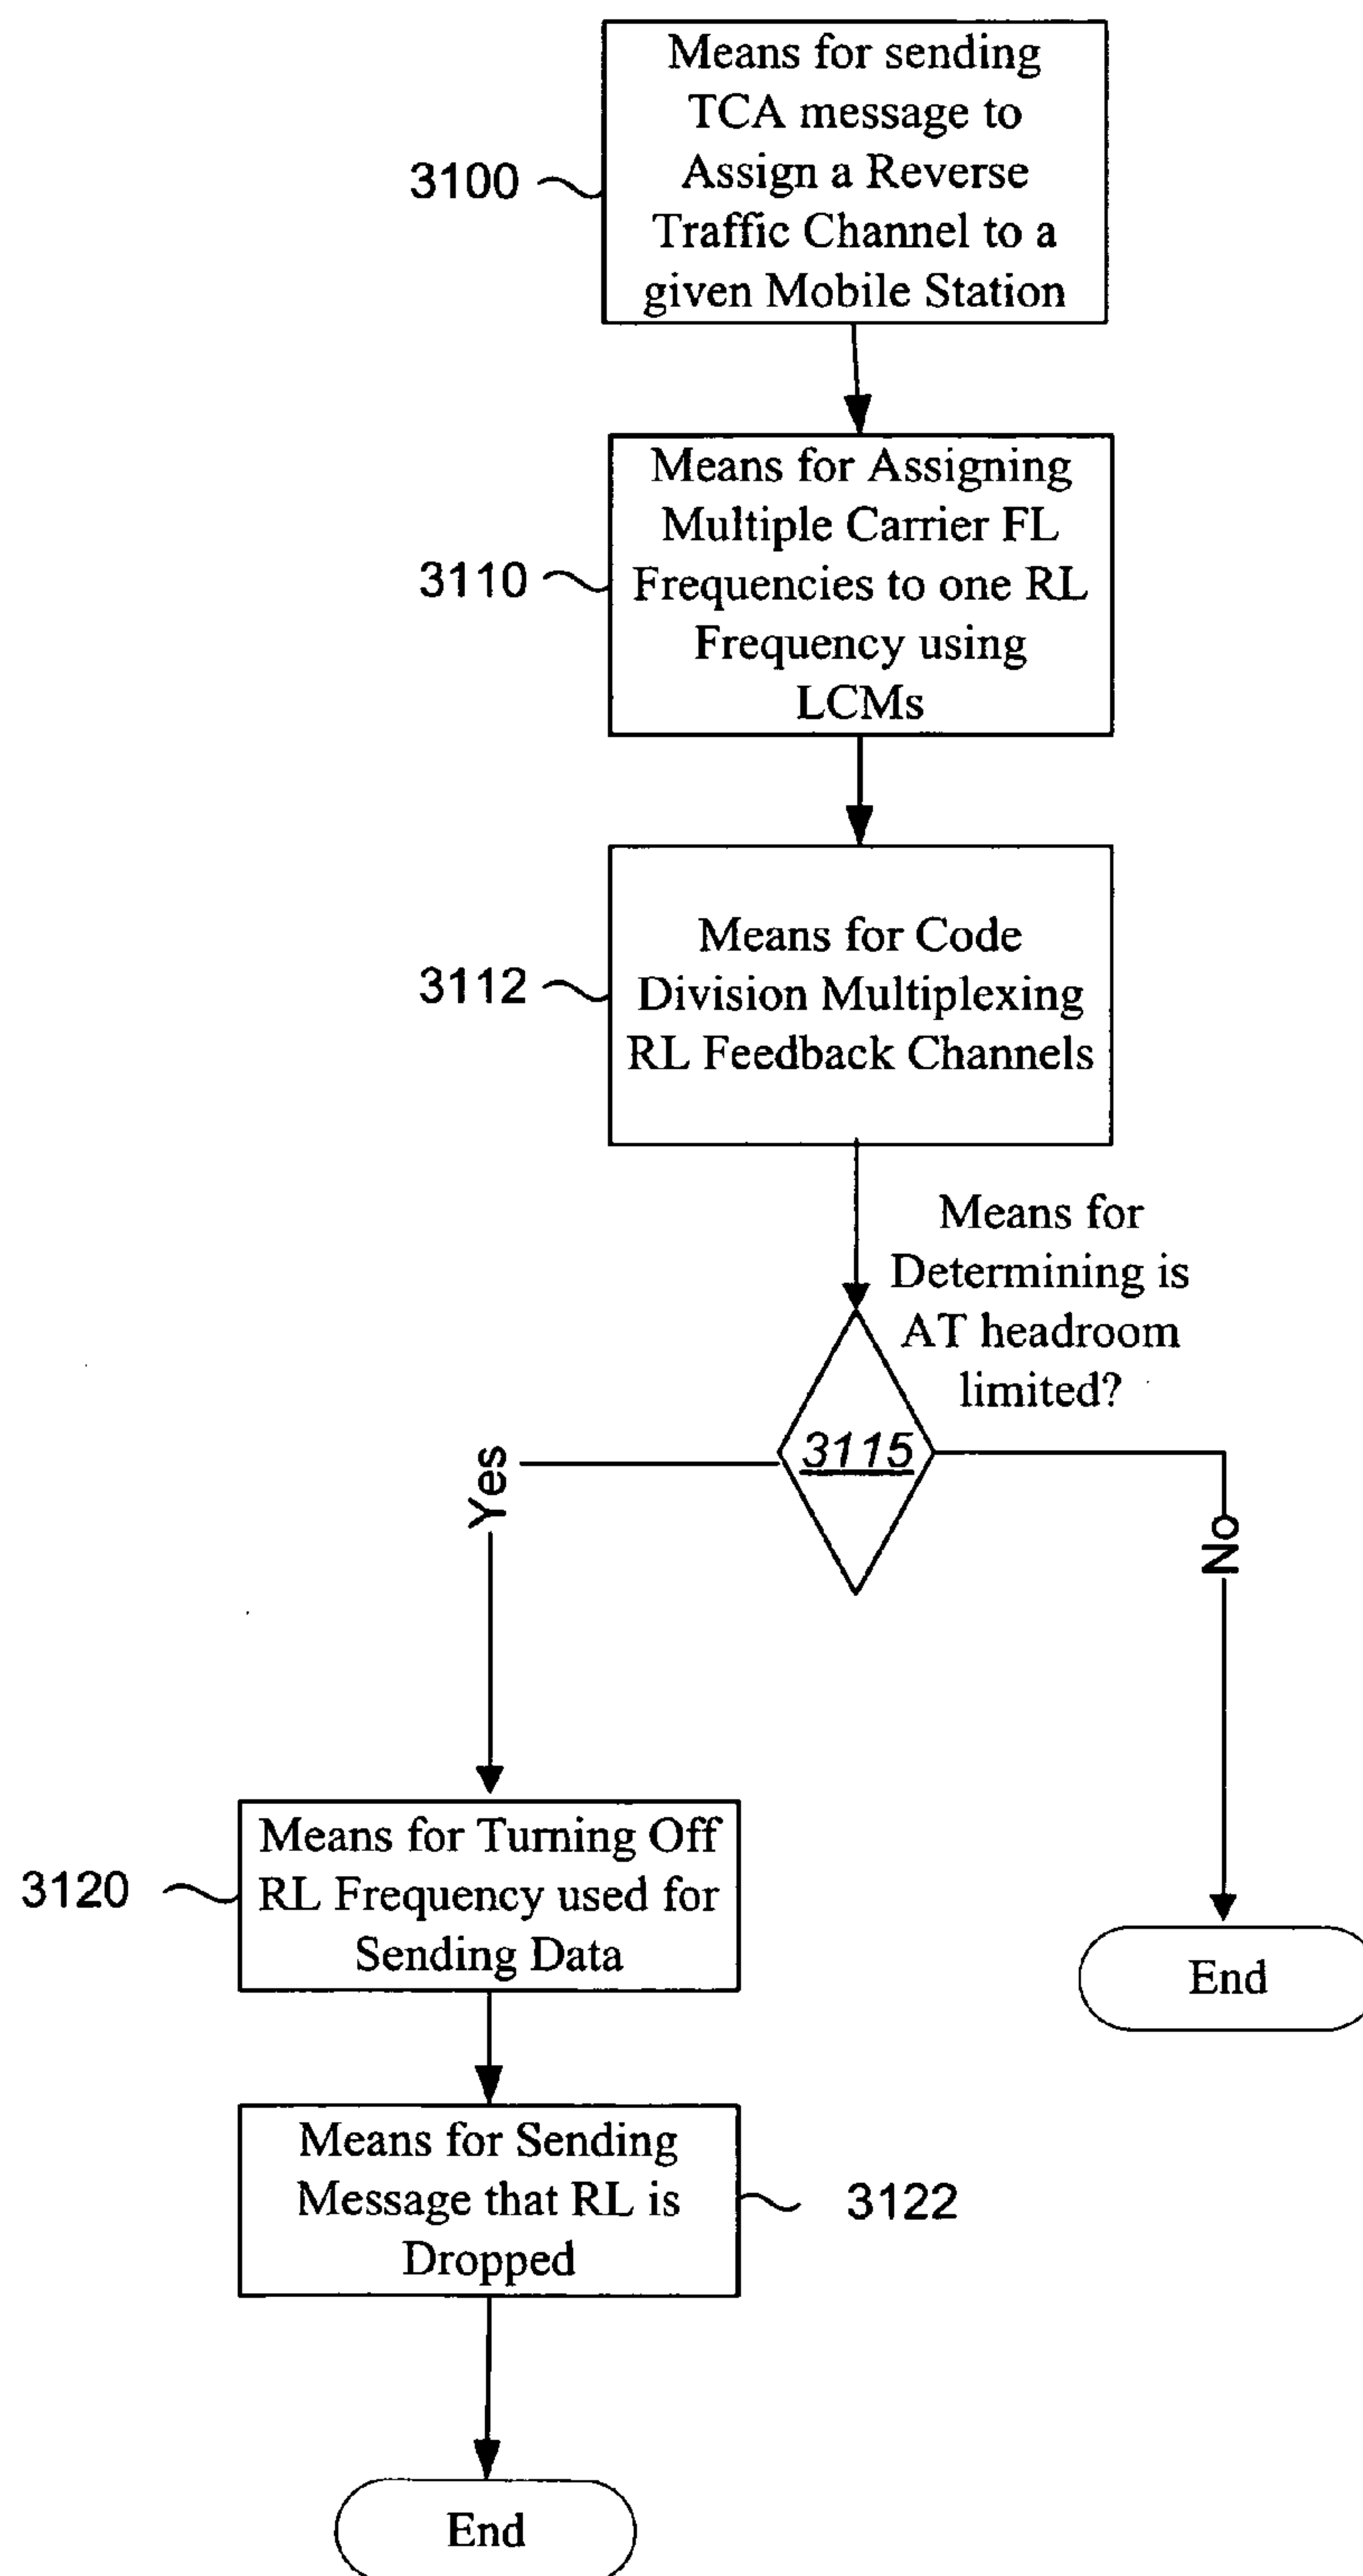 Means for sending
TCA message to
Assign a Reverse
Traffic Channel to a
given Mobile Station
3100
Means for Assigning
Multiple Carrier FL
Frequencies to one RL
Frequency using
LCMs
3110
Means for Code
Division Multiplexing
RL Feedback Channels
3112
Means for
Determining is
AT headroom
limited?
3115
Yes
No
Means for Turning Off
RL Frequency used for
Sending Data
3120
End
Means for Sending
Message that RL is
Dropped
3122
End